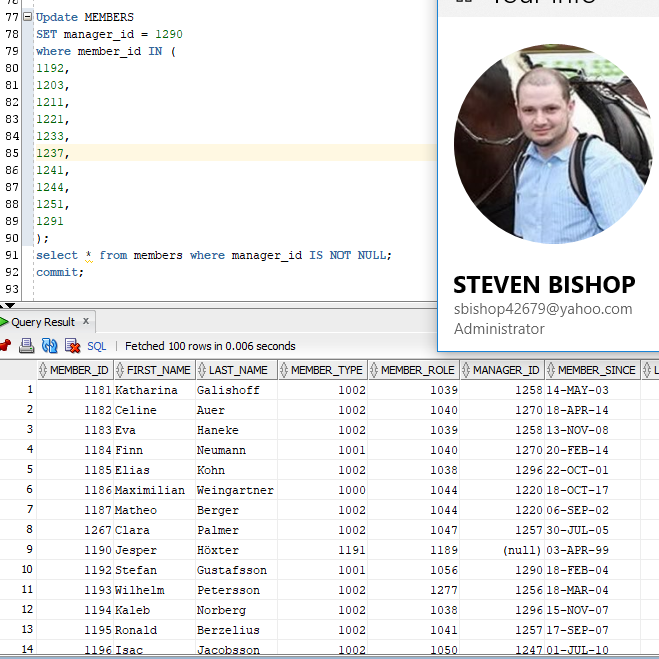 77 Update MEMBERS
78 SET manager_id = 1290
79 where member_id IN (
80 1192,
81 1203,
82 1211,
83 1221,
84 1233,
85 1237,
86 1241,
87 1244,
88 1251,
89 1291
90 );
91 select * from members where manager_id IS NOT NULL;
92 commit;
93
STEVEN BISHOP
sbishop42679@yahoo.com
Administrator
Query Result x
SQL | Fetched 100 rows in 0.006 seconds
MEMBER_ID FIRST_NAME LAST_NAME MEMBER_TYPE MEMBER_ROLE MANAGER_ID MEMBER_SINCE
1 1181 Katharina Galishoff 1002 1039 1258 14-MAY-03
2 1182 Celine Auer 1002 1040 1270 18-APR-14
3 1183 Eva Haneke 1002 1039 1258 13-NOV-08
4 1184 Finn Neumann 1001 1040 1270 20-FEB-14
5 1185 Elias Kohn 1002 1038 1296 22-OCT-01
6 1186 Maximilian Weingartner 1000 1044 1220 18-OCT-17
7 1187 Matheo Berger 1002 1044 1220 06-SEP-02
8 1267 Clara Palmer 1002 1047 1257 30-JUL-05
9 1190 Jesper Höxter 1191 1189 (null) 03-APR-99
10 1192 Stefan Gustafsson 1001 1056 1290 18-FEB-04
11 1193 Wilhelm Petersson 1002 1277 1256 18-MAR-04
12 1194 Kaleb Norberg 1002 1038 1296 15-NOV-07
13 1195 Ronald Berzelius 1002 1041 1257 17-SEP-07
14 1196 Isac Jacobsson 1002 1050 1247 01-JUL-10